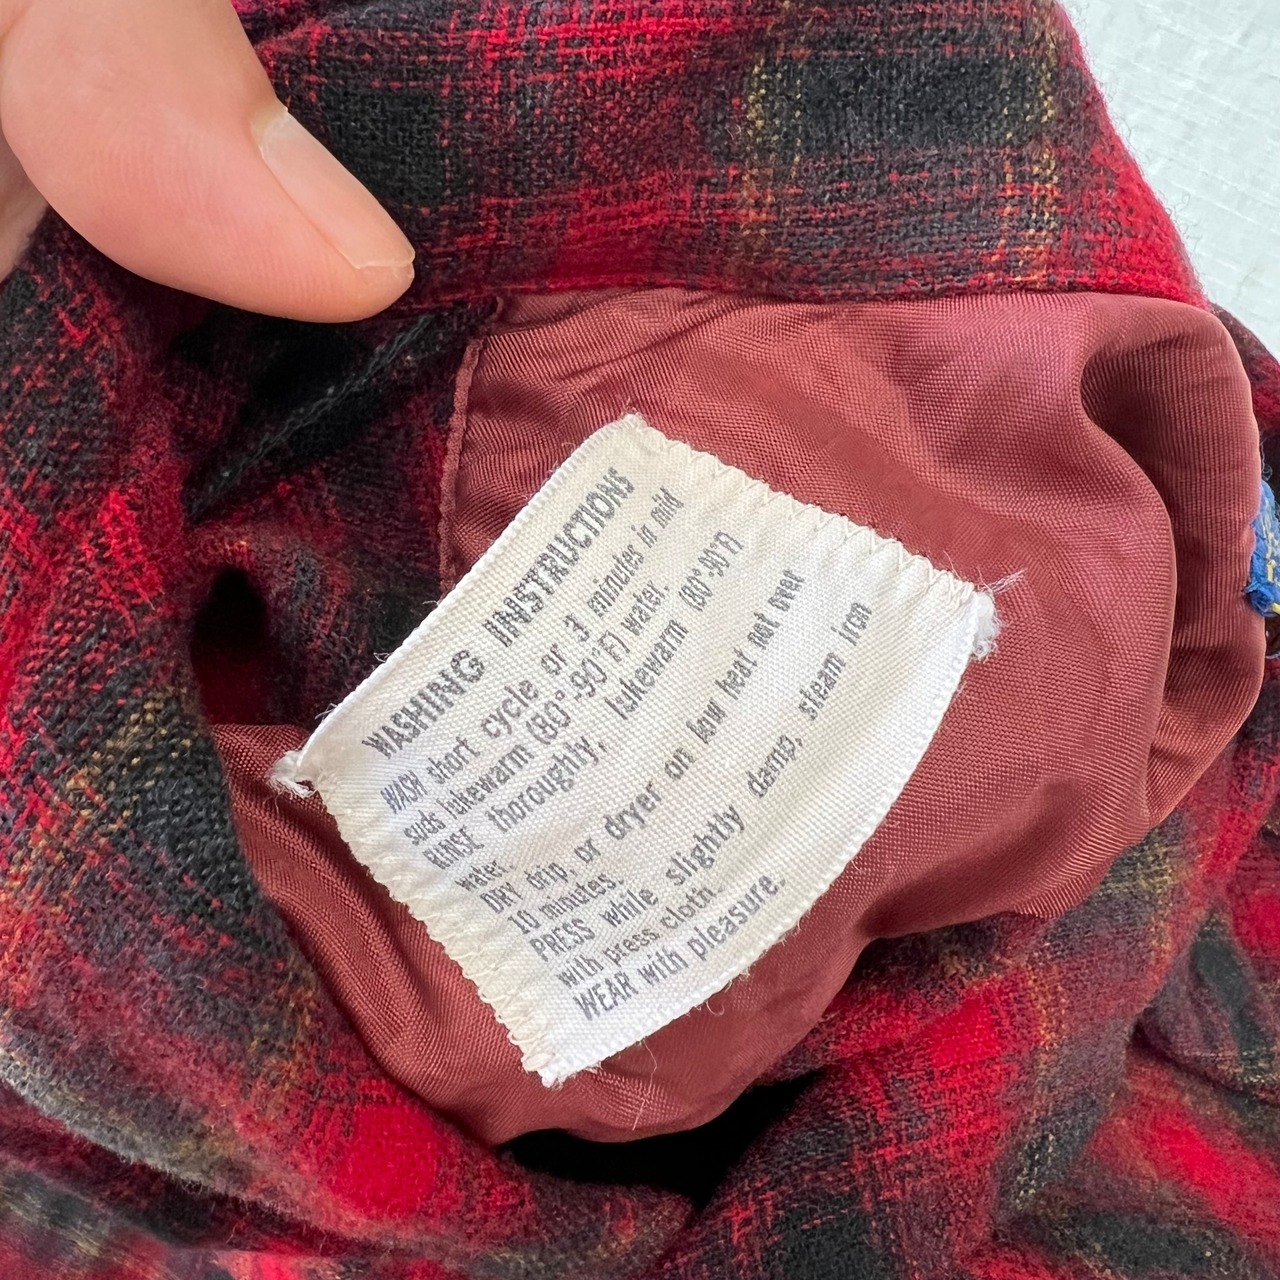 WASHING INSTRUCTIONS
WASH short cycle or 3 minutes in mild
suds lukewarm (80°-90°F) water.
RINSE thoroughly, lukewarm (80°-90°F)
water.
DRY drip, or dryer on low heat not over
10 minutes.
PRESS while slightly damp, steam iron
with press cloth.
WEAR with pleasure.